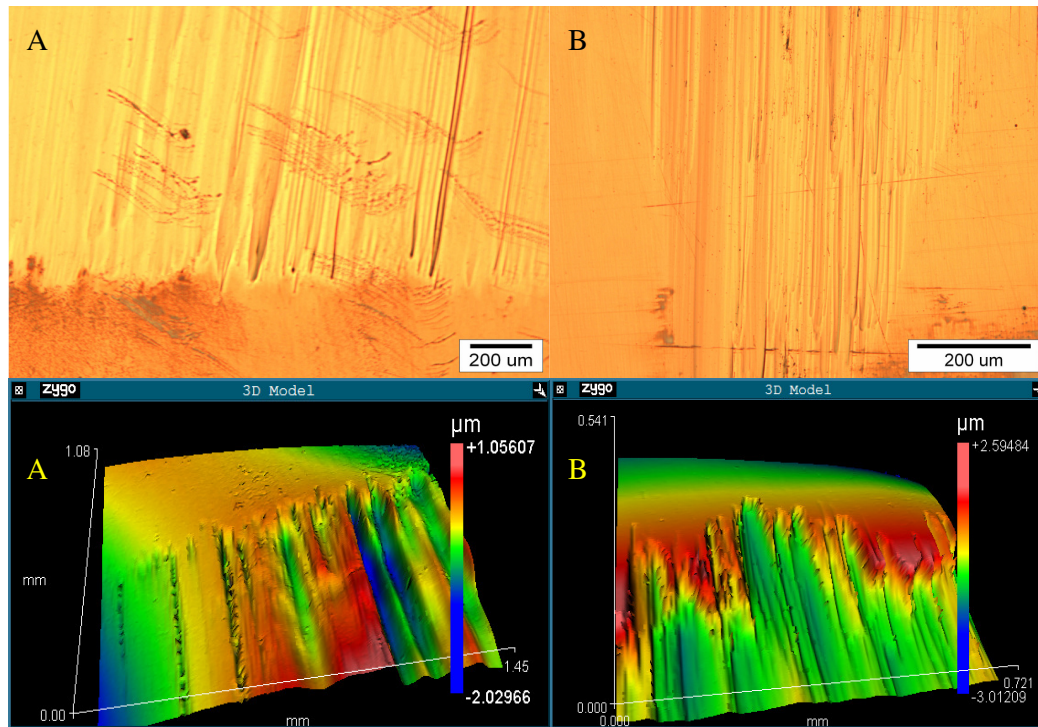 A
B
200 um
200 um
zygo
3D Model
zygo
3D Model
µm
+1.05607
1.08
A
mm
0.00
mm
1.45
-2.02966
µm
+2.59484
0.541
B
mm
0.000
0.000
mm
0.721
-3.01209